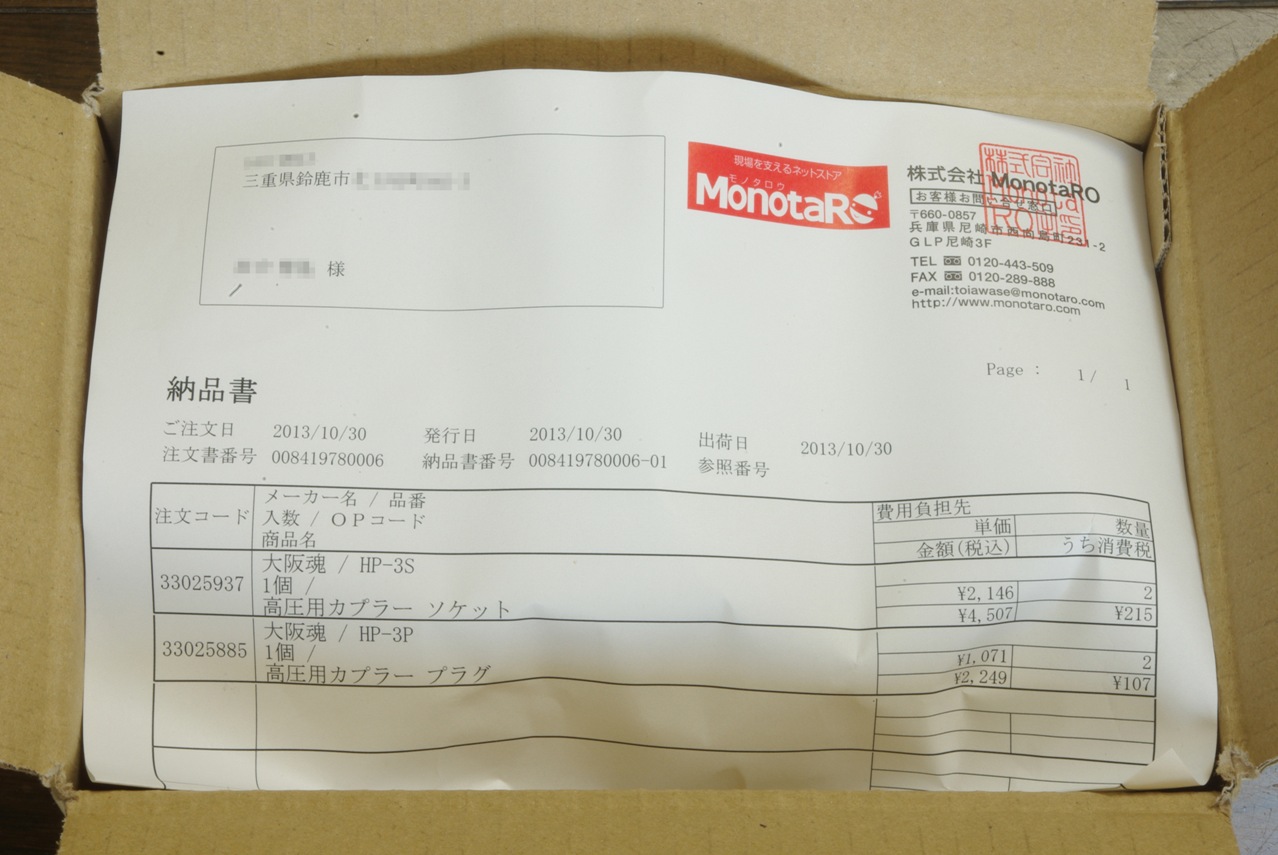 三重県鈴鹿市
様
現場を支えるネットストア
モノタロウ
MonotaRO
株式会社 MonotaRO
お客様お問い合せ窓口
〒660-0857
兵庫県尼崎市西向島町231-2
GLP尼崎3F
TEL 0120-443-509
FAX 0120-289-888
e-mail:toiawase@monotaro.com
http://www.monotaro.com
Page : 1/ 1
納品書
ご注文日 2013/10/30 発行日 2013/10/30 出荷日 2013/10/30
注文書番号 008419780006 納品書番号 008419780006-01 参照番号
注文コード
メーカー名 / 品番
入数 / OPコード
商品名
費用負担先
単価 数量
金額(税込) うち消費税
33025937
大阪魂 / HP-3S
1個 /
高圧用カプラー ソケット
¥2,146 2
¥4,507 ¥215
33025885
大阪魂 / HP-3P
1個 /
高圧用カプラー プラグ
¥1,071 2
¥2,249 ¥107